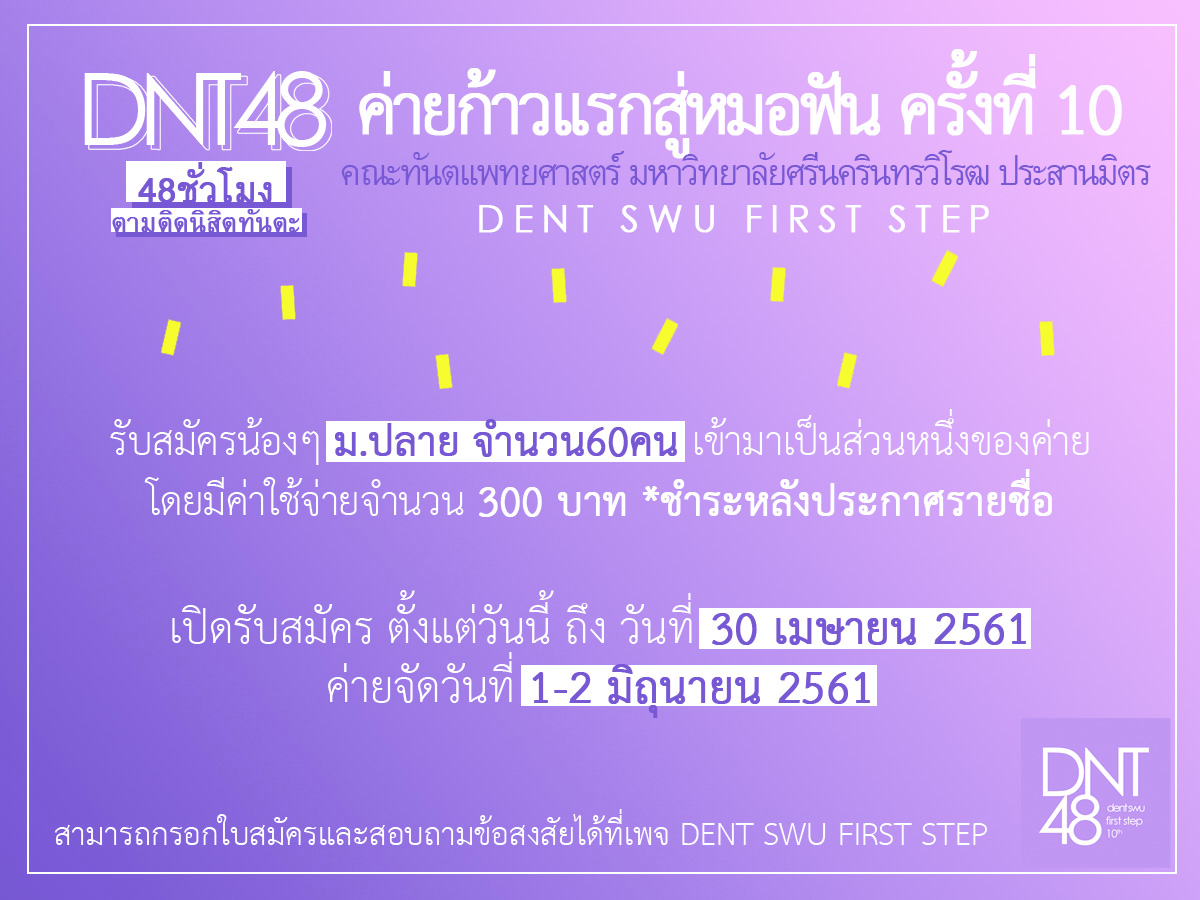 DNT48
48ชั่วโมง
ตามติดนิสิตทันตะ
ค่ายก้าวแรกสู่หมอฟัน ครั้งที่ 10
คณะทันตแพทยศาสตร์ มหาวิทยาลัยศรีนครินทรวิโรฒ ประสานมิตร
DENT SWU FIRST STEP
รับสมัครน้องๆ ม.ปลาย จำนวน60คน เข้ามาเป็นส่วนหนึ่งของค่าย
โดยมีค่าใช้จ่ายจำนวน 300 บาท *ชำระหลังประกาศรายชื่อ
เปิดรับสมัคร ตั้งแต่วันนี้ ถึง วันที่ 30 เมษายน 2561
ค่ายจัดวันที่ 1-2 มิถุนายน 2561
สามารถกรอกใบสมัครและสอบถามข้อสงสัยได้ที่เพจ DENT SWU FIRST STEP
DNT
48
dent swu
first step
10th